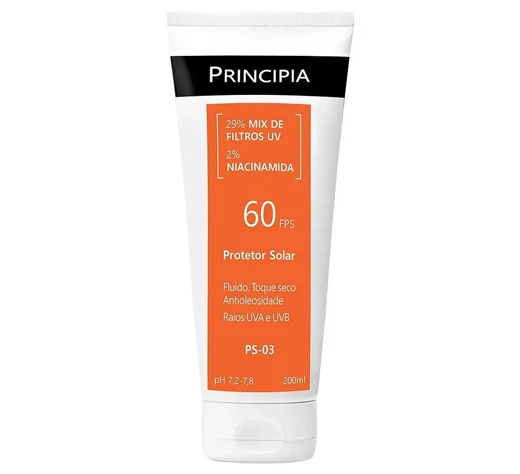 PRINCIPIA
29% MIX DE
FILTROS UV
2%
NIACINAMIDA
60 FPS
Protetor Solar
Fluido, Toque seco
Antioleosidade
Raios UVA e UVB
PS-03
pH 7,2-7,8 200ml